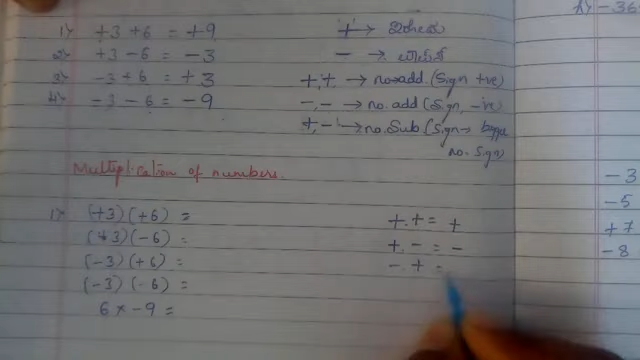 1) +3 + 6 = +9
2) +3 - 6 = -3
3) -3 + 6 = +3
4) -3 - 6 = -9
+ →
- →
+,+ → no.add (Sign +ve)
-,- → no.add (Sign, -ve)
+,- → no.Sub (Sign →
no. Sign)
Multiplication of numbers.
1) (+3) (+6) =
(+3) (-6) =
(-3) (+6) =
(-3) (-6) =
6 × -9 =
+ . + = +
+ . - = -
- + =
-36
-3
-5
+7
-8